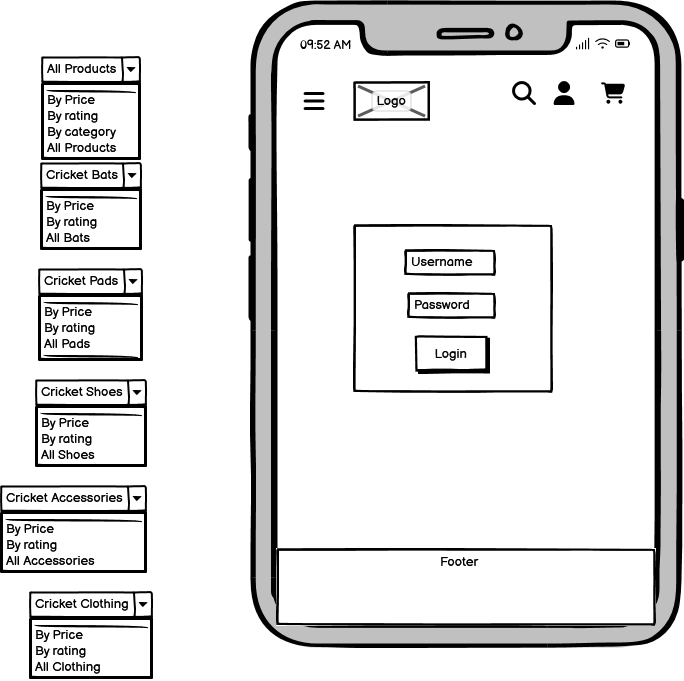 All Products
By Price
By rating
By category
All Products
Cricket Bats
By Price
By rating
All Bats
Cricket Pads
By Price
By rating
All Pads
Cricket Shoes
By Price
By rating
All Shoes
Cricket Accessories
By Price
By rating
All Accessories
Cricket Clothing
By Price
By rating
All Clothing
09:52 AM
Logo
Username
Password
Login
Footer